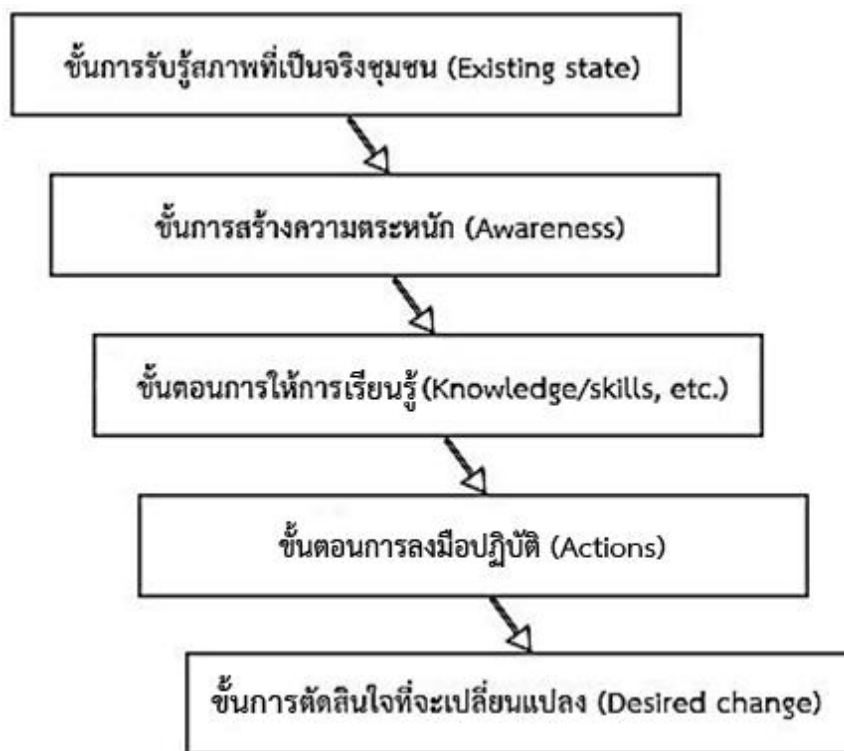 ขั้นการรับรู้สภาพที่เป็นจริงชุมชน (Existing state)
ขั้นการสร้างความตระหนัก (Awareness)
ขั้นตอนการให้การเรียนรู้ (Knowledge/skills, etc.)
ขั้นตอนการลงมือปฏิบัติ (Actions)
ขั้นการตัดสินใจที่จะเปลี่ยนแปลง (Desired change)